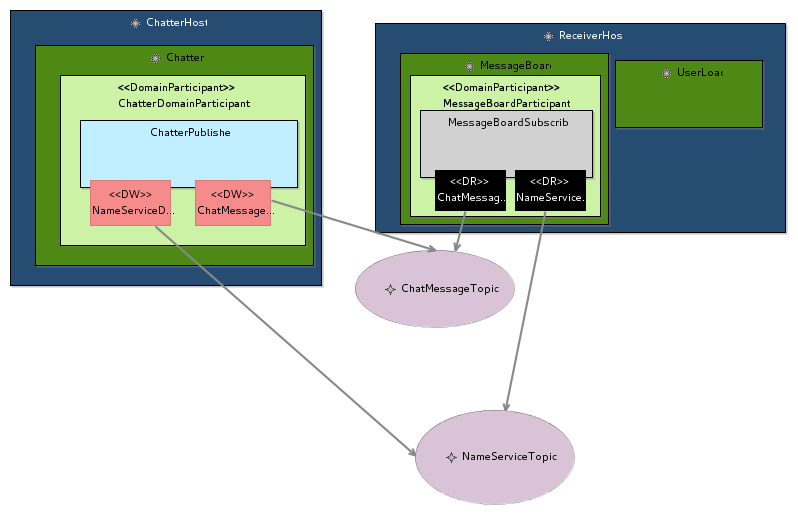 ChatterHost
Chatter
<<DomainParticipant>>
ChatterDomainParticipant
ChatterPublishe
<<DW>>
NameServiceD...
<<DW>>
ChatMessage...
ReceiverHos
MessageBoar
<<DomainParticipant>>
MessageBoardParticipant
MessageBoardSubscrib
<<DR>>
ChatMessag...
<<DR>>
NameService...
UserLoad
ChatMessageTopic
NameServiceTopic